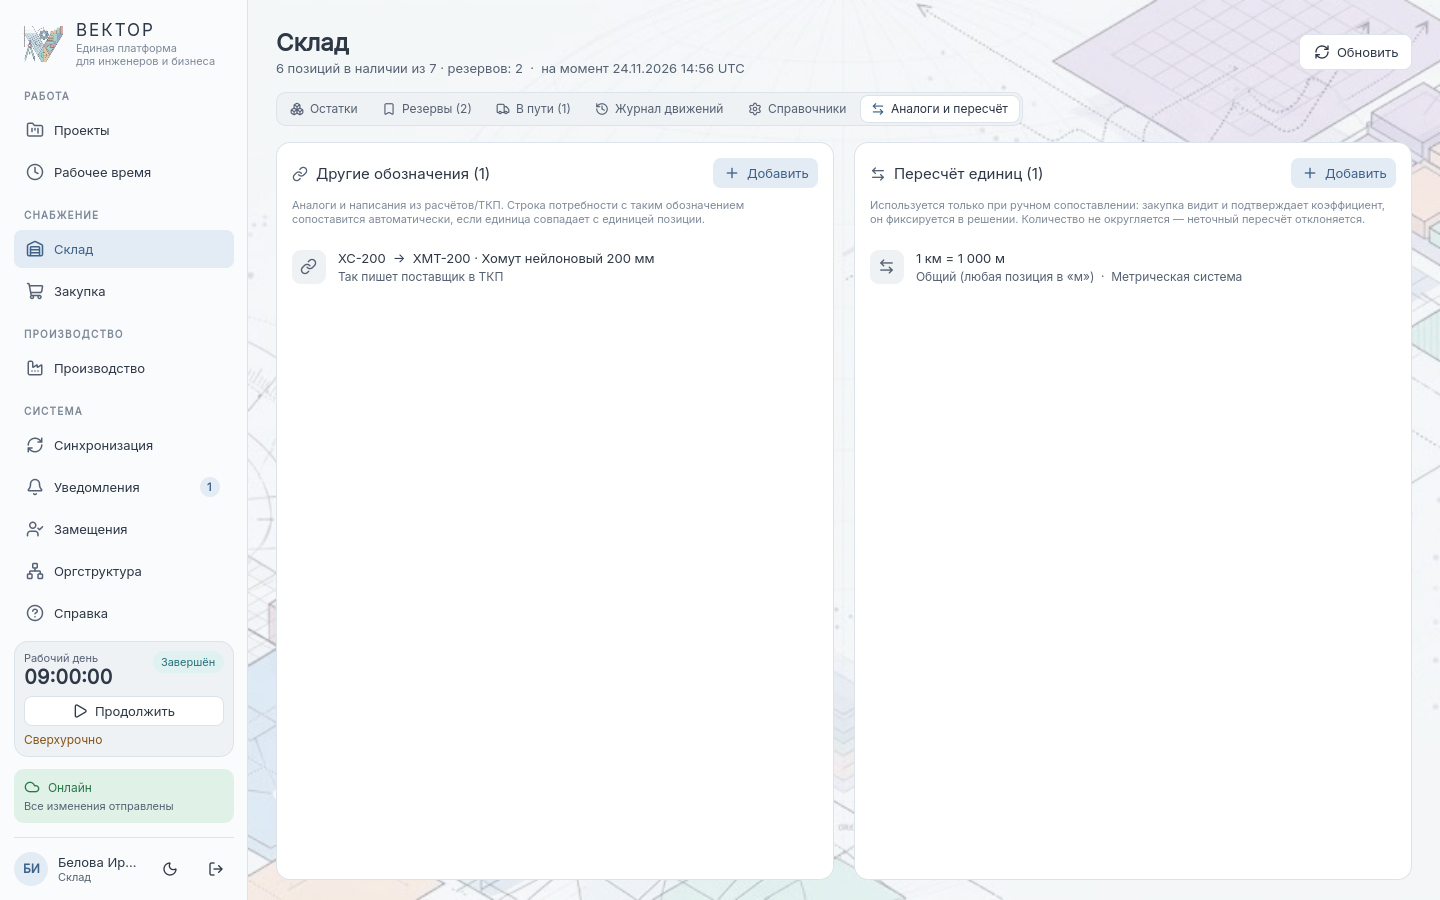 ВЕКТОР
Единая платформа
для инженеров и бизнеса
РАБОТА
Проекты
Рабочее время
СНАБЖЕНИЕ
Склад
Закупка
ПРОИЗВОДСТВО
Производство
СИСТЕМА
Синхронизация
Уведомления 1
Замещения
Оргструктура
Справка
Рабочий день
Завершён
09:00:00
Продолжить
Сверхурочно
Онлайн
Все изменения отправлены
БИ
Белова Ир...
Склад
Склад
6 позиций в наличии из 7 · резервов: 2 · на момент 24.11.2026 14:56 UTC
Обновить
Остатки
Резервы (2)
В пути (1)
Журнал движений
Справочники
Аналоги и пересчёт
Другие обозначения (1)
Добавить
Аналоги и написания из расчётов/ТКП. Строка потребности с таким обозначением
сопоставится автоматически, если единица совпадает с единицей позиции.
ХС-200 → ХМТ-200 · Хомут нейлоновый 200 мм
Так пишет поставщик в ТКП
Пересчёт единиц (1)
Добавить
Используется только при ручном сопоставлении: закупка видит и подтверждает коэффициент,
он фиксируется в решении. Количество не округляется — неточный пересчёт отклоняется.
1 км = 1 000 м
Общий (любая позиция в «м») · Метрическая система